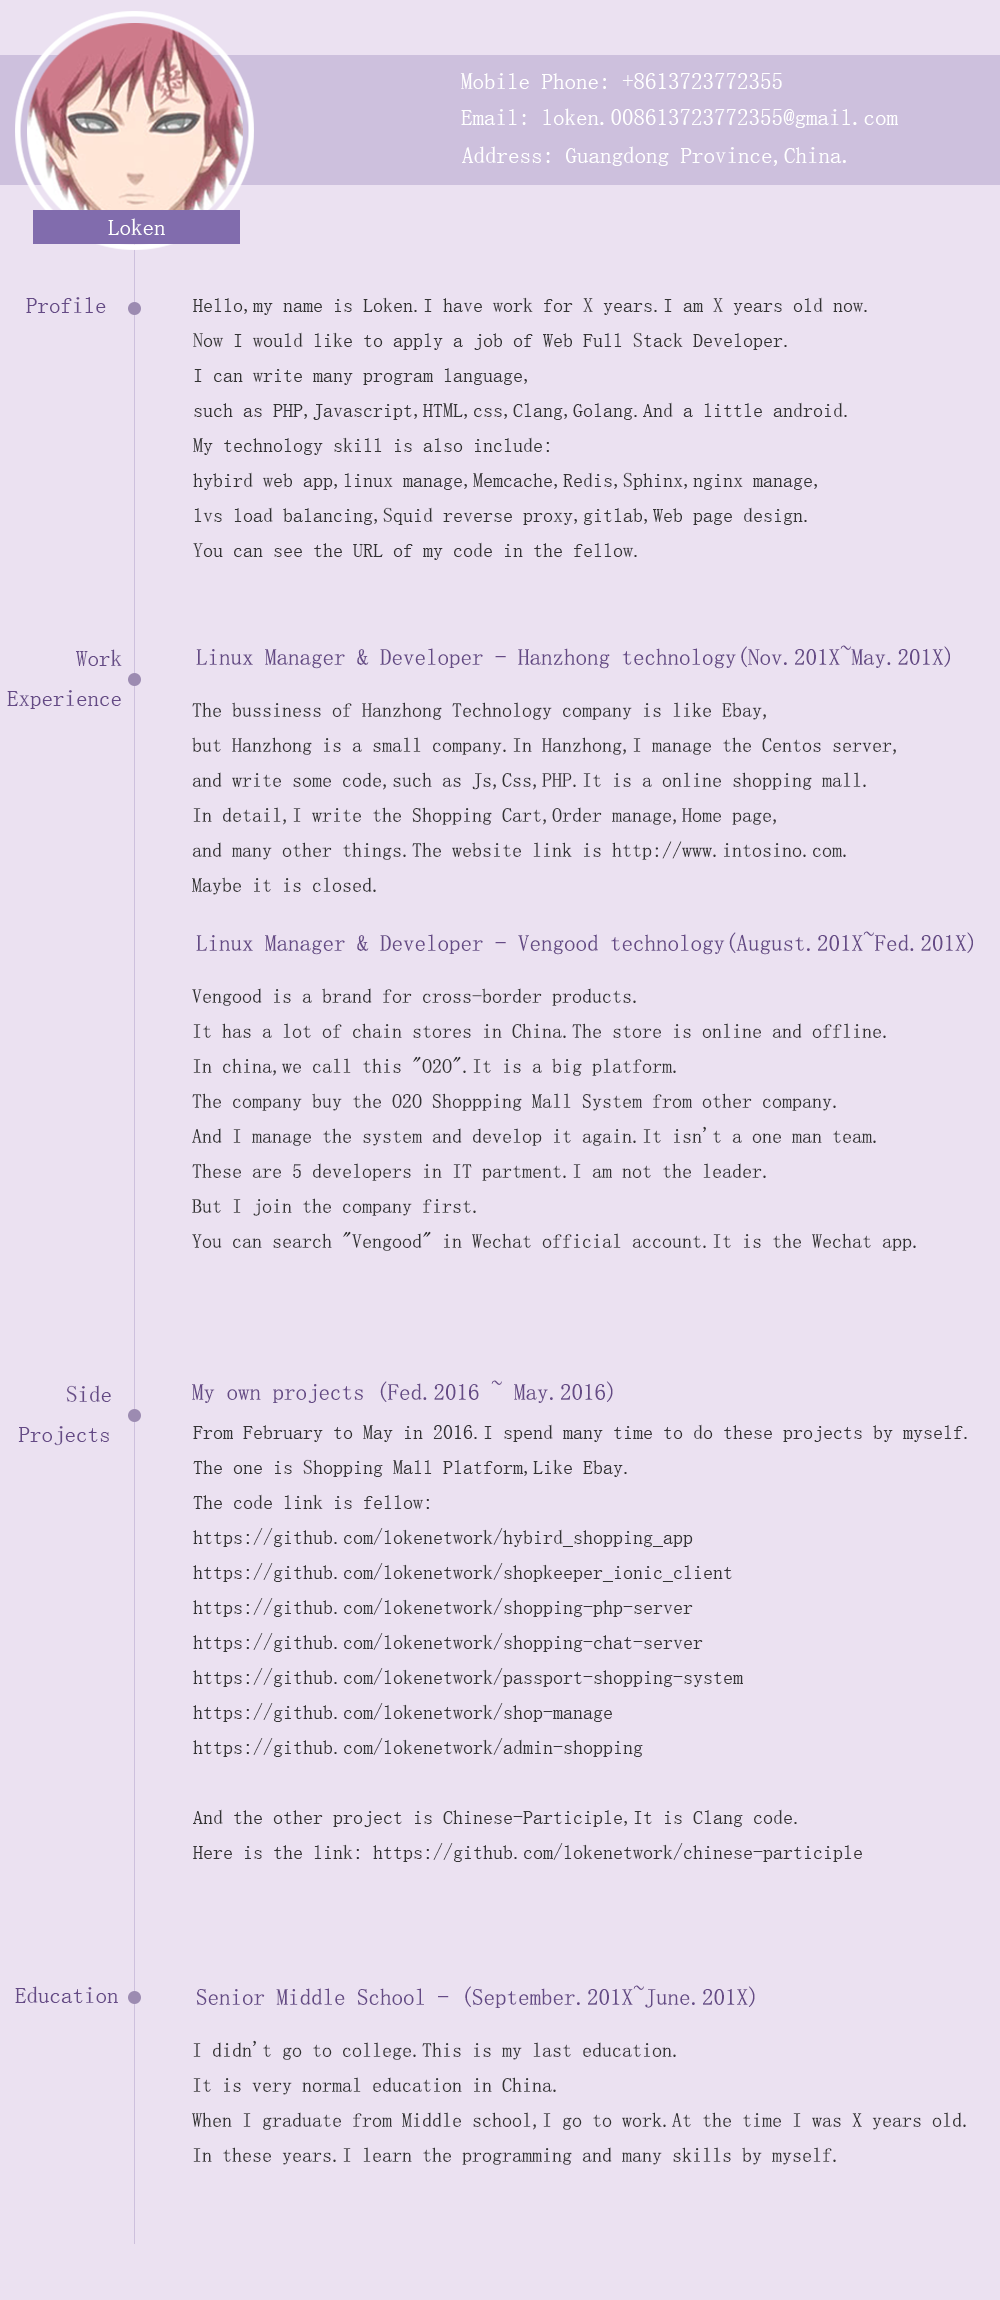 愛
Mobile Phone: +8613723772355
Email: loken.008613723772355@gmail.com
Address: Guangdong Province,China.
Loken
Profile
Hello,my name is Loken.I have work for X years.I am X years old now.
Now I would like to apply a job of Web Full Stack Developer.
I can write many program language,
such as PHP,Javascript,HTML,css,Clang,Golang.And a little android.
My technology skill is also include:
hybird web app,linux manage,Memcache,Redis,Sphinx,nginx manage,
lvs load balancing,Squid reverse proxy,gitlab,Web page design.
You can see the URL of my code in the fellow.
Work
Experience
Linux Manager & Developer - Hanzhong technology(Nov.201X~May.201X)
The bussiness of Hanzhong Technology company is like Ebay,
but Hanzhong is a small company.In Hanzhong,I manage the Centos server,
and write some code,such as Js,Css,PHP.It is a online shopping mall.
In detail,I write the Shopping Cart,Order manage,Home page,
and many other things.The website link is http://www.intosino.com.
Maybe it is closed.
Linux Manager & Developer - Vengood technology(August.201X~Fed.201X)
Vengood is a brand for cross-border products.
It has a lot of chain stores in China.The store is online and offline.
In china,we call this "O2O".It is a big platform.
The company buy the O2O Shoppping Mall System from other company.
And I manage the system and develop it again.It isn't a one man team.
These are 5 developers in IT partment.I am not the leader.
But I join the company first.
You can search "Vengood" in Wechat official account.It is the Wechat app.
Side
Projects
My own projects (Fed.2016 ~ May.2016)
From February to May in 2016.I spend many time to do these projects by myself.
The one is Shopping Mall Platform,Like Ebay.
The code link is fellow:
https://github.com/lokenetwork/hybird_shopping_app
https://github.com/lokenetwork/shopkeeper_ionic_client
https://github.com/lokenetwork/shopping-php-server
https://github.com/lokenetwork/shopping-chat-server
https://github.com/lokenetwork/passport-shopping-system
https://github.com/lokenetwork/shop-manage
https://github.com/lokenetwork/admin-shopping
And the other project is Chinese-Participle,It is Clang code.
Here is the link: https://github.com/lokenetwork/chinese-participle
Education
Senior Middle School - (September.201X~June.201X)
I didn't go to college.This is my last education.
It is very normal education in China.
When I graduate from Middle school,I go to work.At the time I was X years old.
In these years.I learn the programming and many skills by myself.